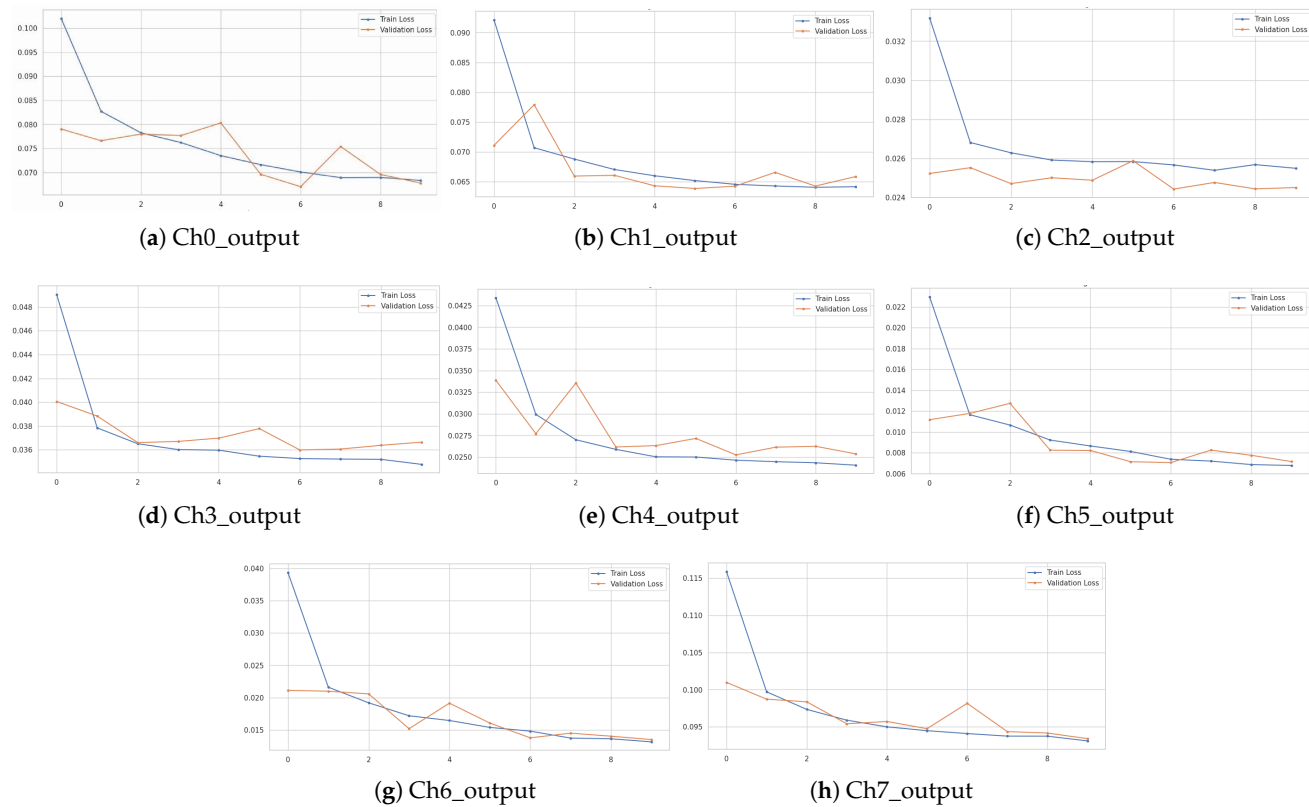 Train Loss
Validation Loss
0.100
0.095
0.090
0.085
0.080
0.075
0.070
0 2 4 6 8
(a) Ch0_output
Train Loss
Validation Loss
0.090
0.085
0.080
0.075
0.070
0.065
0 2 4 6 8
(b) Ch1_output
Train Loss
Validation Loss
0.032
0.030
0.028
0.026
0.024
0 2 4 6 8
(c) Ch2_output
Train Loss
Validation Loss
0.048
0.046
0.044
0.042
0.040
0.038
0.036
0 2 4 6 8
(d) Ch3_output
Train Loss
Validation Loss
0.0425
0.0400
0.0375
0.0350
0.0325
0.0300
0.0275
0.0250
0 2 4 6 8
(e) Ch4_output
Train Loss
Validation Loss
0.022
0.020
0.018
0.016
0.014
0.012
0.010
0.008
0.006
0 2 4 6 8
(f) Ch5_output
Train Loss
Validation Loss
0.040
0.035
0.030
0.025
0.020
0.015
0 2 4 6 8
(g) Ch6_output
Train Loss
Validation Loss
0.115
0.110
0.105
0.100
0.095
0 2 4 6 8
(h) Ch7_output